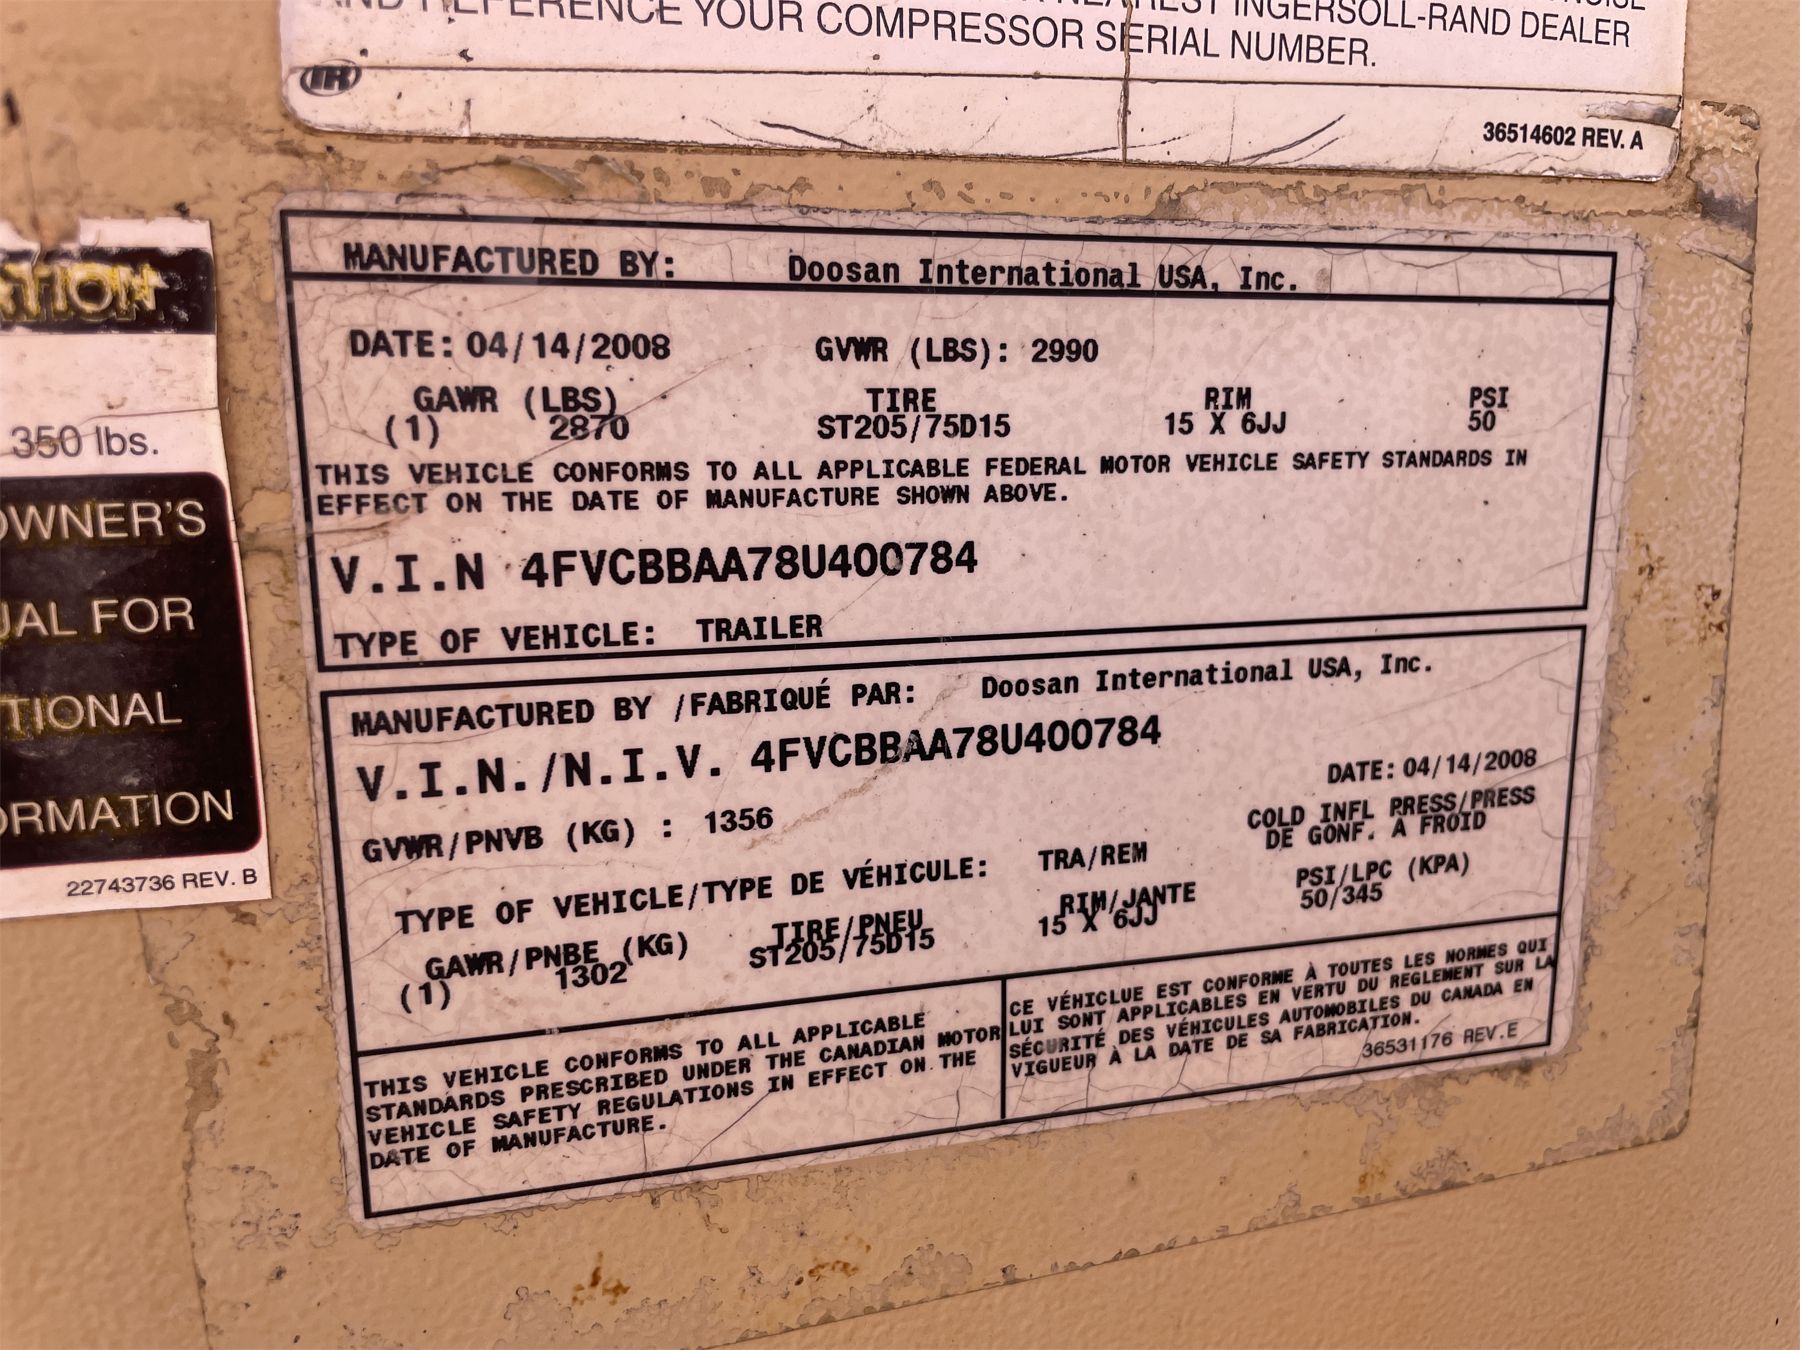 REFERENCE YOUR COMPRESSOR SERIAL NUMBER.
INGERSOLL-RAND DEALER
IR
36514602 REV. A
350 lbs.
OWNER'S
FOR
ORMATION
22743736 REV. B
MANUFACTURED BY: Doosan International USA, Inc.
DATE: 04/14/2008 GVWR (LBS): 2990
GAWR (LBS) TIRE RIM PSI
(1) 2870 ST205/75D15 15 X 6JJ 50
THIS VEHICLE CONFORMS TO ALL APPLICABLE FEDERAL MOTOR VEHICLE SAFETY STANDARDS IN
EFFECT ON THE DATE OF MANUFACTURE SHOWN ABOVE.
V.I.N 4FVCBBAA78U400784
TYPE OF VEHICLE: TRAILER
MANUFACTURED BY /FABRIQUÉ PAR: Doosan International USA, Inc.
V.I.N./N.I.V. 4FVCBBAA78U400784
DATE: 04/14/2008
GVWR/PNVB (KG) : 1356
COLD INFL PRESS/PRESS
DE GONF. A FROID
TYPE OF VEHICLE/TYPE DE VÉHICULE: TRA/REM
PSI/LPC (KPA)
GAWR/PNBE (KG) TIRE/PNEU RIM/JANTE
(1) 1302 ST205/75D15 15 X 6JJ 50/345
THIS VEHICLE CONFORMS TO ALL APPLICABLE
STANDARDS PRESCRIBED UNDER THE CANADIAN MOTOR
VEHICLE SAFETY REGULATIONS IN EFFECT ON THE
DATE OF MANUFACTURE.
CE VÉHICLUE EST CONFORME À TOUTES LES NORMES QUI
LUI SONT APPLICABLES EN VERTU DU REGLEMENT SUR LA
SÉCURITÉ DES VÉHICULES AUTOMOBILES DU CANADA EN
VIGUEUR À LA DATE DE SA FABRICATION.
36531176 REV.E